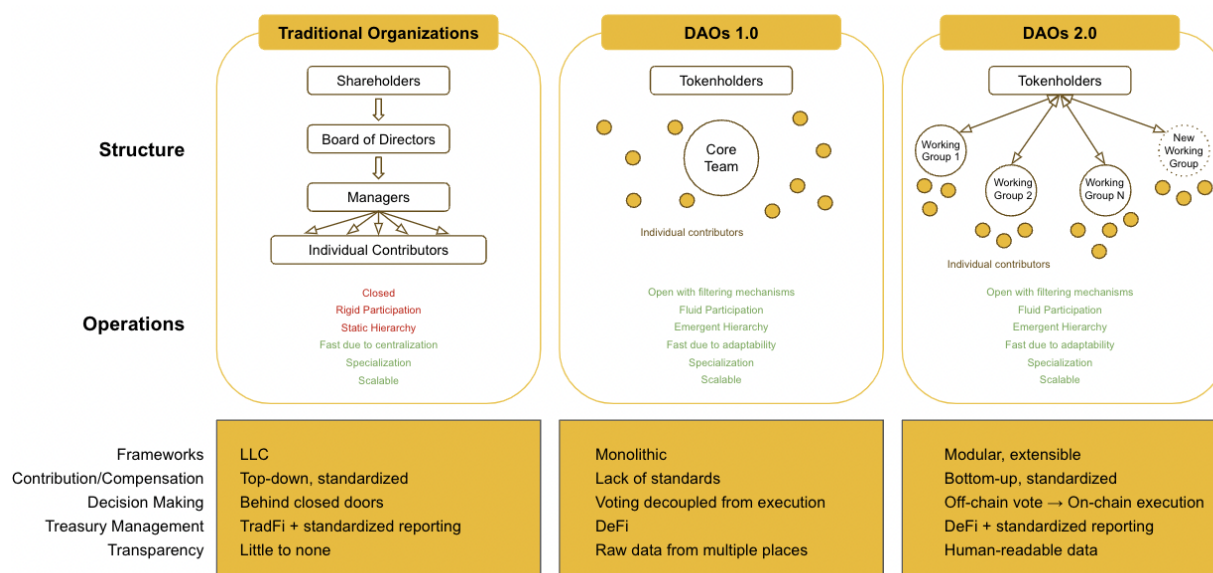 Traditional Organizations
DAOs 1.0
DAOs 2.0
Structure
Shareholders
Board of Directors
Managers
Individual Contributors
Tokenholders
Core
Team
Individual contributors
Tokenholders
Working
Group 1
Working
Group 2
Working
Group N
New
Working
Group
Individual contributors
Operations
Closed
Rigid Participation
Static Hierarchy
Fast due to centralization
Specialization
Scalable
Open with filtering mechanisms
Fluid Participation
Emergent Hierarchy
Fast due to adaptability
Specialization
Scalable
Open with filtering mechanisms
Fluid Participation
Emergent Hierarchy
Fast due to adaptability
Specialization
Scalable
Frameworks LLC Monolithic Modular, extensible
Contribution/Compensation Top-down, standardized Lack of standards Bottom-up, standardized
Decision Making Behind closed doors Voting decoupled from execution Off-chain vote → On-chain execution
Treasury Management TradFi + standardized reporting DeFi DeFi + standardized reporting
Transparency Little to none Raw data from multiple places Human-readable data